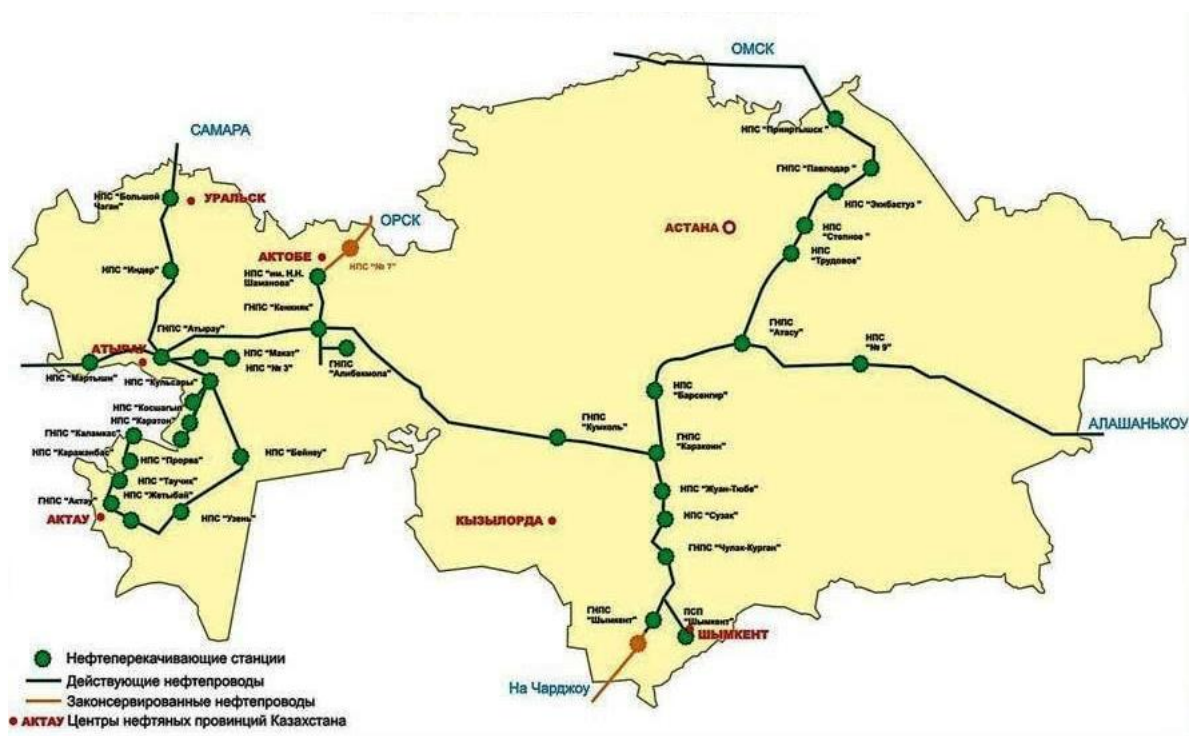 ОМСК
НПС "Прииртышск "
САМАРА
ГНПС "Павлодар "
НПС "Большой
Чаган"
УРАЛЬСК
НПС "Экибастуз "
ОРСК
АСТАНА
НПС
"Степное "
АКТОБЕ
НПС "№ 7"
НПС
"Трудовое"
НПС "Индер"
НПС "им. Н.Н.
Шаманова"
ГНПС "Кенкияк"
ГНПС "Атырау"
ГНПС
"Атасу"
НПС
"№ 9"
АТЫРАУ
НПС "Макат"
НПС "№ 3"
ГНПС
"Алибекмола"
НПС "Мартыши"
НПС "Кульсары"
НПС
"Барсенгир"
НПС "Косшагыл"
НПС "Каратон"
ГНПС
"Кумколь"
АЛАШАНЬКОУ
ГНПС "Каламкас"
ГНПС
"Каракоин"
НПС "Каражанбас"
НПС "Прорва"
НПС "Бейнеу"
НПС "Таучик"
НПС "Жуан-Тюбе"
НПС "Жетыбай"
ГНПС "Актау"
НПС "Сузак"
АКТАУ
НПС "Узень"
КЫЗЫЛОРДА
ГНПС "Чулак-Курган"
ГНПС
"Шымкент"
ПСП
"Шымкент"
ШЫМКЕНТ
На Чарджоу
Нефтеперекачивающие станции
Действующие нефтепроводы
Законсервированные нефтепроводы
АКТАУ Центры нефтяных провинций Казахстана